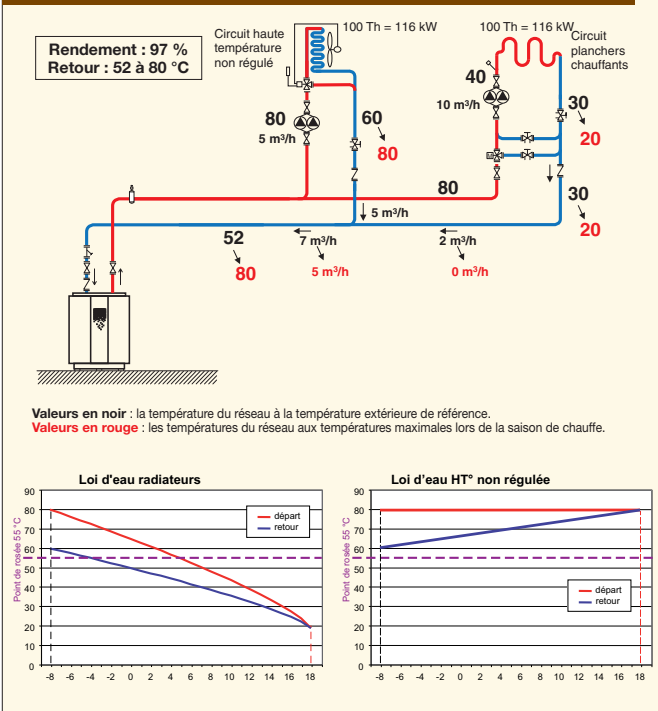 Rendement : 97 %
Retour : 52 à 80 °C
Circuit haute
température
non régulé
100 Th = 116 kW
100 Th = 116 kW
Circuit
planchers
chauffants
80
5 m³/h
60
80
40
10 m³/h
30
20
M
80
30
20
5 m³/h
52
80
7 m³/h
5 m³/h
2 m³/h
0 m³/h
Valeurs en noir : la température du réseau à la température extérieure de référence.
Valeurs en rouge : les températures du réseau aux températures maximales lors de la saison de chauffe.
Loi d'eau radiateurs
Point de rosée 55 °C
90
80
70
60
50
40
30
20
10
0
départ
retour
-8 -6 -4 -2 0 2 4 6 8 10 12 14 16 18
Loi d'eau HT° non régulée
Point de rosée 55 °C
90
80
70
60
50
40
30
20
10
0
départ
retour
-8 -6 -4 -2 0 2 4 6 8 10 12 14 16 18